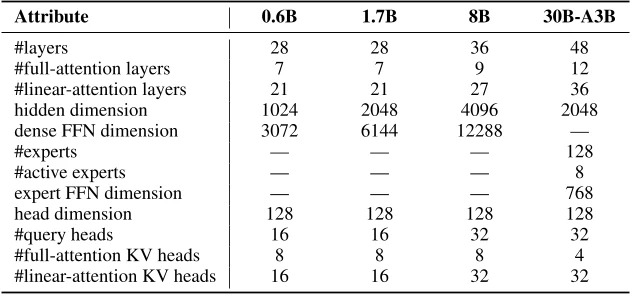 Attribute 0.6B 1.7B 8B 30B-A3B
#layers 28 28 36 48
#full-attention layers 7 7 9 12
#linear-attention layers 21 21 27 36
hidden dimension 1024 2048 4096 2048
dense FFN dimension 3072 6144 12288 —
#experts — — — 128
#active experts — — — 8
expert FFN dimension — — — 768
head dimension 128 128 128 128
#query heads 16 16 32 32
#full-attention KV heads 8 8 8 4
#linear-attention KV heads 16 16 32 32